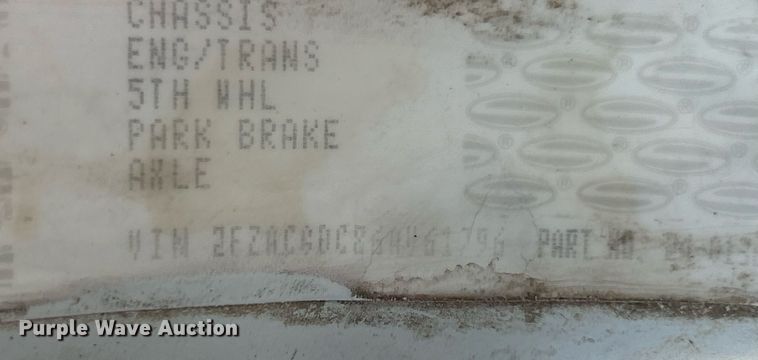 CHASSIS
ENG/TRANS
5TH WHL
PARK BRAKE
AXLE
VIN PART NO.
Purple Wave Auction